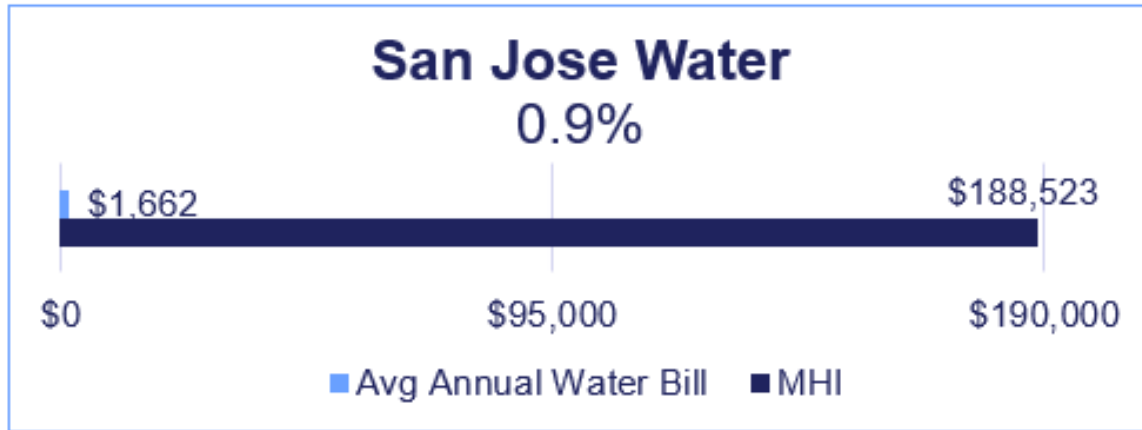 San Jose Water
0.9%
$1,662
$188,523
$0
$95,000
$190,000
Avg Annual Water Bill
MHI